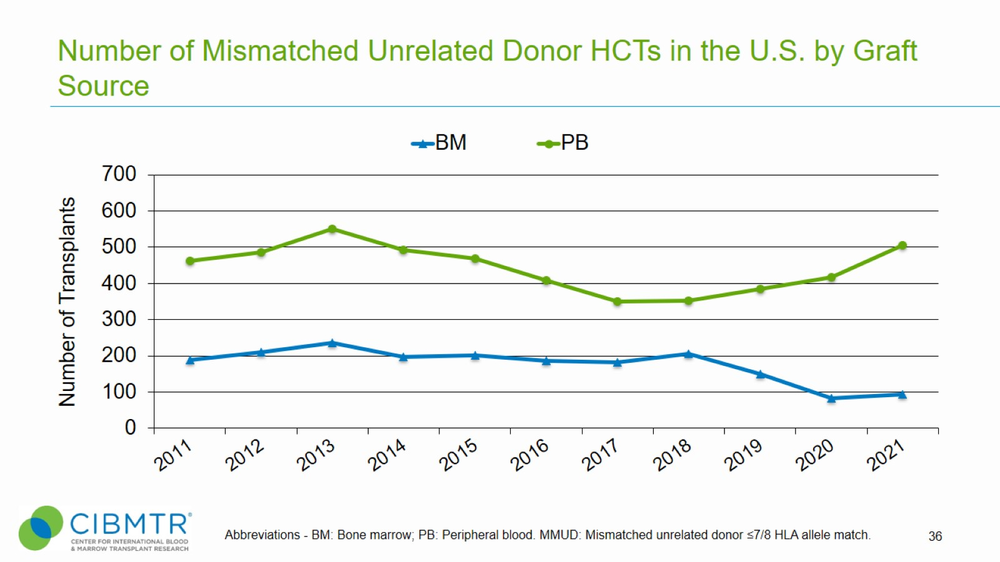 Number of Mismatched Unrelated Donor HCTs in the U.S. by Graft
Source
BM
PB
Number of Transplants
700
600
500
400
300
200
100
0
2011
2012
2013
2014
2015
2016
2017
2018
2019
2020
2021
CIBMTR®
CENTER FOR INTERNATIONAL BLOOD
& MARROW TRANSPLANT RESEARCH
Abbreviations - BM: Bone marrow; PB: Peripheral blood. MMUD: Mismatched unrelated donor ≤7/8 HLA allele match.
36